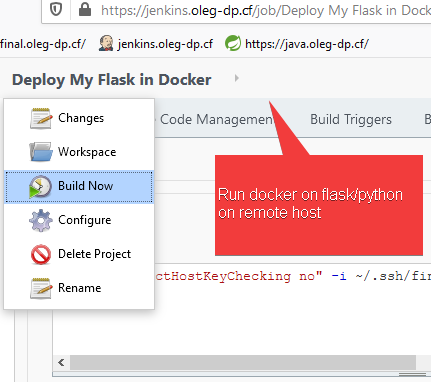 https://jenkins.oleg-dp.cf/job/Deploy My Flask in Dock
final.oleg-dp.cf/ jenkins.oleg-dp.cf https://java.oleg-dp.cf/
Deploy My Flask in Docker
Changes
Code Management Build Triggers B
Workspace
Build Now
Run docker on flask/python
on remote host
Configure
Delete Project
ctHostKeyChecking no" -i ~/.ssh/fin
Rename